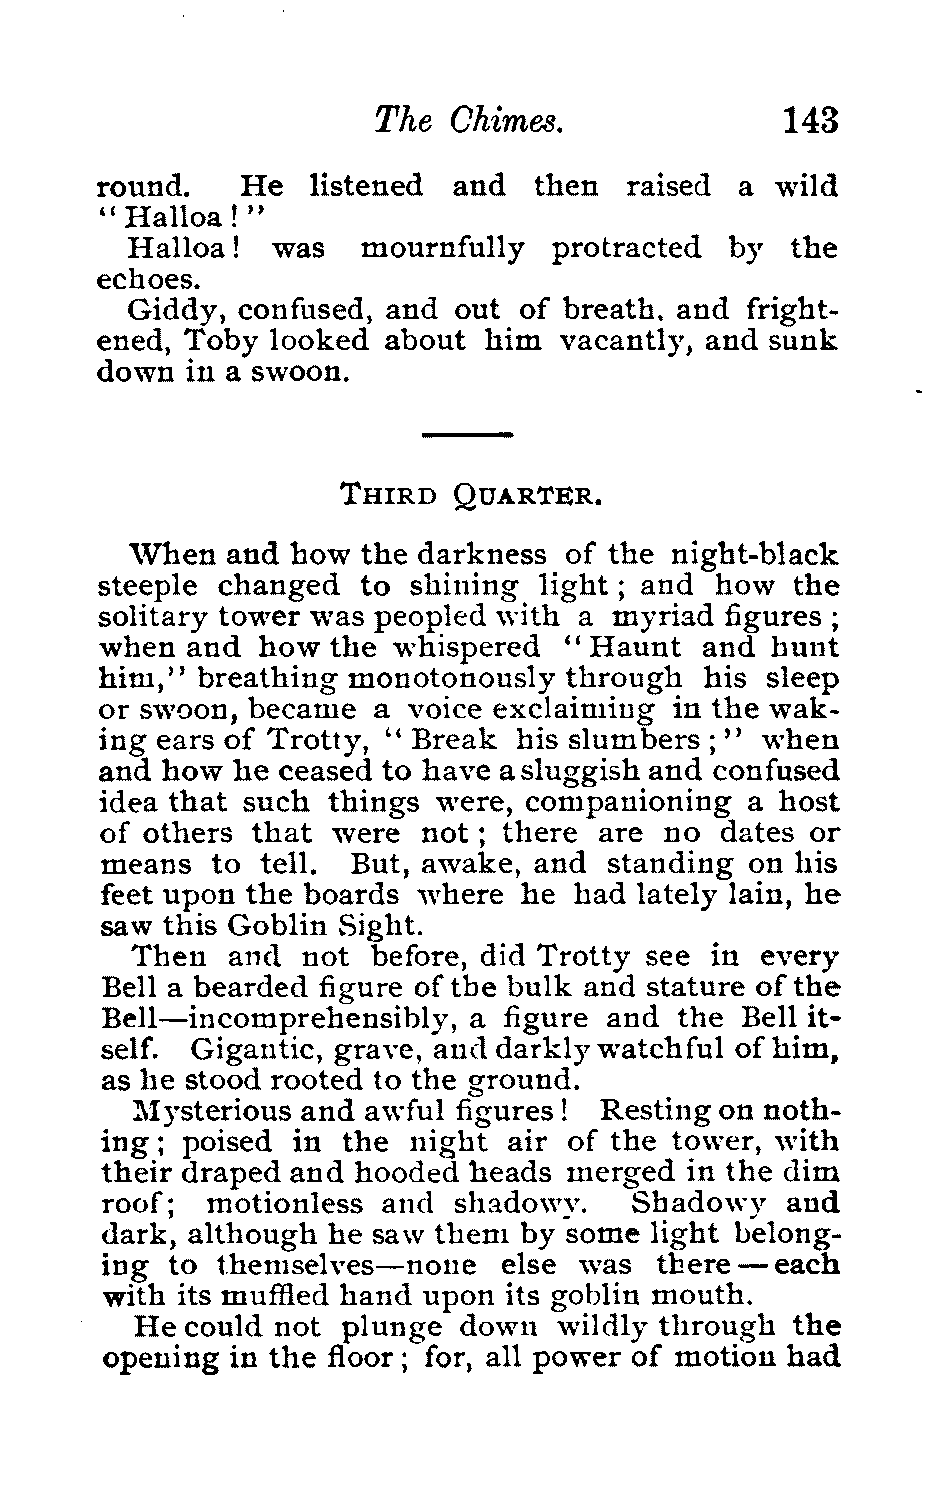 The Chimes. 143
round. He listened and then raised a wild
“Halloa!”
Halloa! was mournfully protracted by the
echoes.
Giddy, confused, and out of breath, and fright-
ened, Toby looked about him vacantly, and sunk
down in a swoon.
THIRD QUARTER.
When and how the darkness of the night-black
steeple changed to shining light; and how the
solitary tower was peopled with a myriad figures;
when and how the whispered “Haunt and hunt
him,” breathing monotonously through his sleep
or swoon, became a voice exclaiming in the wak-
ing ears of Trotty, “Break his slumbers;” when
and how he ceased to have a sluggish and confused
idea that such things were, companioning a host
of others that were not; there are no dates or
means to tell. But, awake, and standing on his
feet upon the boards where he had lately lain, he
saw this Goblin Sight.
Then and not before, did Trotty see in every
Bell a bearded figure of the bulk and stature of the
Bell—incomprehensibly, a figure and the Bell it-
self. Gigantic, grave, and darkly watchful of him,
as he stood rooted to the ground.
Mysterious and awful figures! Resting on noth-
ing; poised in the night air of the tower, with
their draped and hooded heads merged in the dim
roof; motionless and shadowy. Shadowy and
dark, although he saw them by some light belong-
ing to themselves—none else was there—each
with its muffled hand upon its goblin mouth.
He could not plunge down wildly through the
opening in the floor; for, all power of motion had